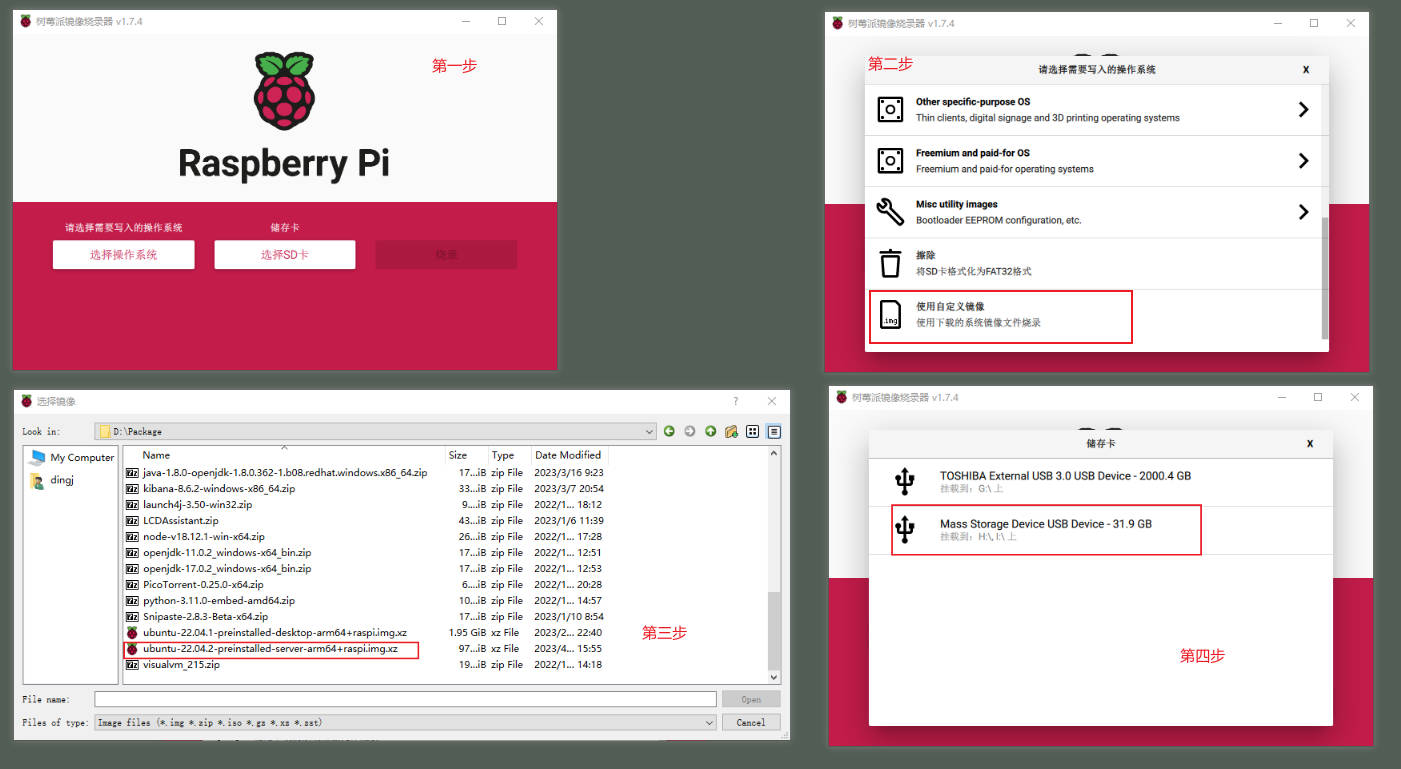 树莓派镜像烧录器 v1.7.4
第一步
Raspberry Pi
请选择需要写入的操作系统
储存卡
选择操作系统
选择SD卡
烧录
树莓派镜像烧录器 v1.7.4
第二步
请选择需要写入的操作系统
X
Other specific-purpose OS
Thin clients, digital signage and 3D printing operating systems
Freemium and paid-for OS
Freemium and paid-for operating systems
Misc utility images
Bootloader EEPROM configuration, etc.
擦除
将SD卡格式化为FAT32格式
.img
使用自定义镜像
使用下载的系统镜像文件烧录
选择镜像
?
Look in:
D:\Package
My Computer
dingj
Name Size Type Date Modified
java-1.8.0-openjdk-1.8.0.362-1.b08.redhat.windows.x86_64.zip 17...iB zip File 2023/3/16 9:23
kibana-8.6.2-windows-x86_64.zip 33...iB zip File 2023/3/7 20:54
launch4j-3.50-win32.zip 9....iB zip File 2022/1... 18:12
LCDAssistant.zip 43...iB zip File 2023/1/6 11:39
node-v18.12.1-win-x64.zip 26...iB zip File 2022/1... 17:28
openjdk-11.0.2_windows-x64_bin.zip 17...iB zip File 2022/1... 12:51
openjdk-17.0.2_windows-x64_bin.zip 17...iB zip File 2022/1... 12:53
PicoTorrent-0.25.0-x64.zip 6....iB zip File 2022/1... 20:28
python-3.11.0-embed-amd64.zip 10...iB zip File 2022/1... 14:57
Snipaste-2.8.3-Beta-x64.zip 17...iB zip File 2023/1/10 8:54
ubuntu-22.04.1-preinstalled-desktop-arm64+raspi.img.xz 1.95 GiB xz File 2023/2... 22:40
ubuntu-22.04.2-preinstalled-server-arm64+raspi.img.xz 97...iB xz File 2023/4... 15:55
visualvm_215.zip 19...iB zip File 2022/1... 14:18
第三步
File name:
Open
Files of type: Image files (*.img *.zip *.iso *.gz *.xz *.zst)
Cancel
树莓派镜像烧录器 v1.7.4
储存卡
X
TOSHIBA External USB 3.0 USB Device - 2000.4 GB
挂载到：G:\ 上
Mass Storage Device USB Device - 31.9 GB
挂载到：H:\, I:\ 上
第四步